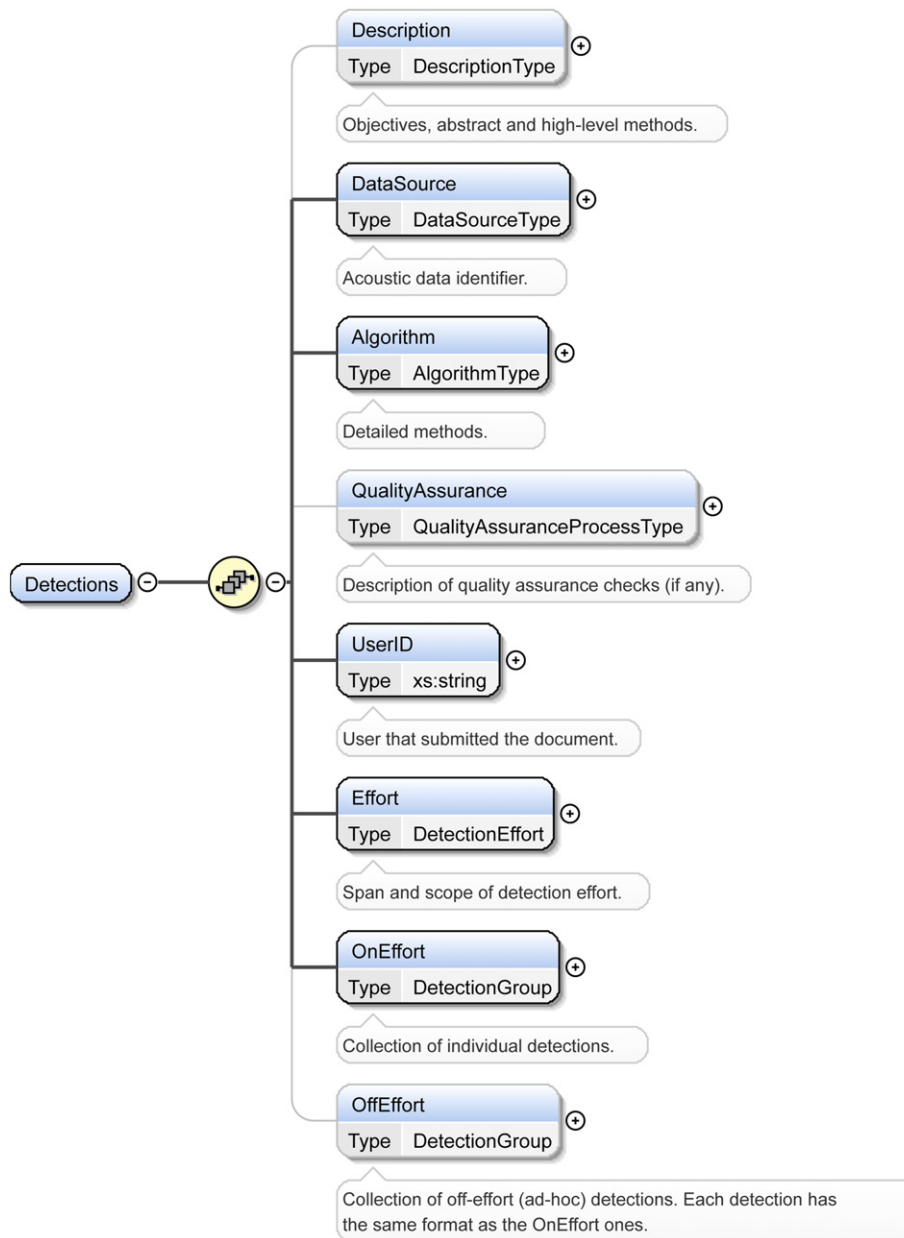 Description
Type DescriptionType
Objectives, abstract and high-level methods.
DataSource
Type DataSourceType
Acoustic data identifier.
Algorithm
Type AlgorithmType
Detailed methods.
QualityAssurance
Type QualityAssuranceProcessType
Detections
Description of quality assurance checks (if any).
UserID
Type xs:string
User that submitted the document.
Effort
Type DetectionEffort
Span and scope of detection effort.
OnEffort
Type DetectionGroup
Collection of individual detections.
OffEffort
Type DetectionGroup
Collection of off-effort (ad-hoc) detections. Each detection has
the same format as the OnEffort ones.